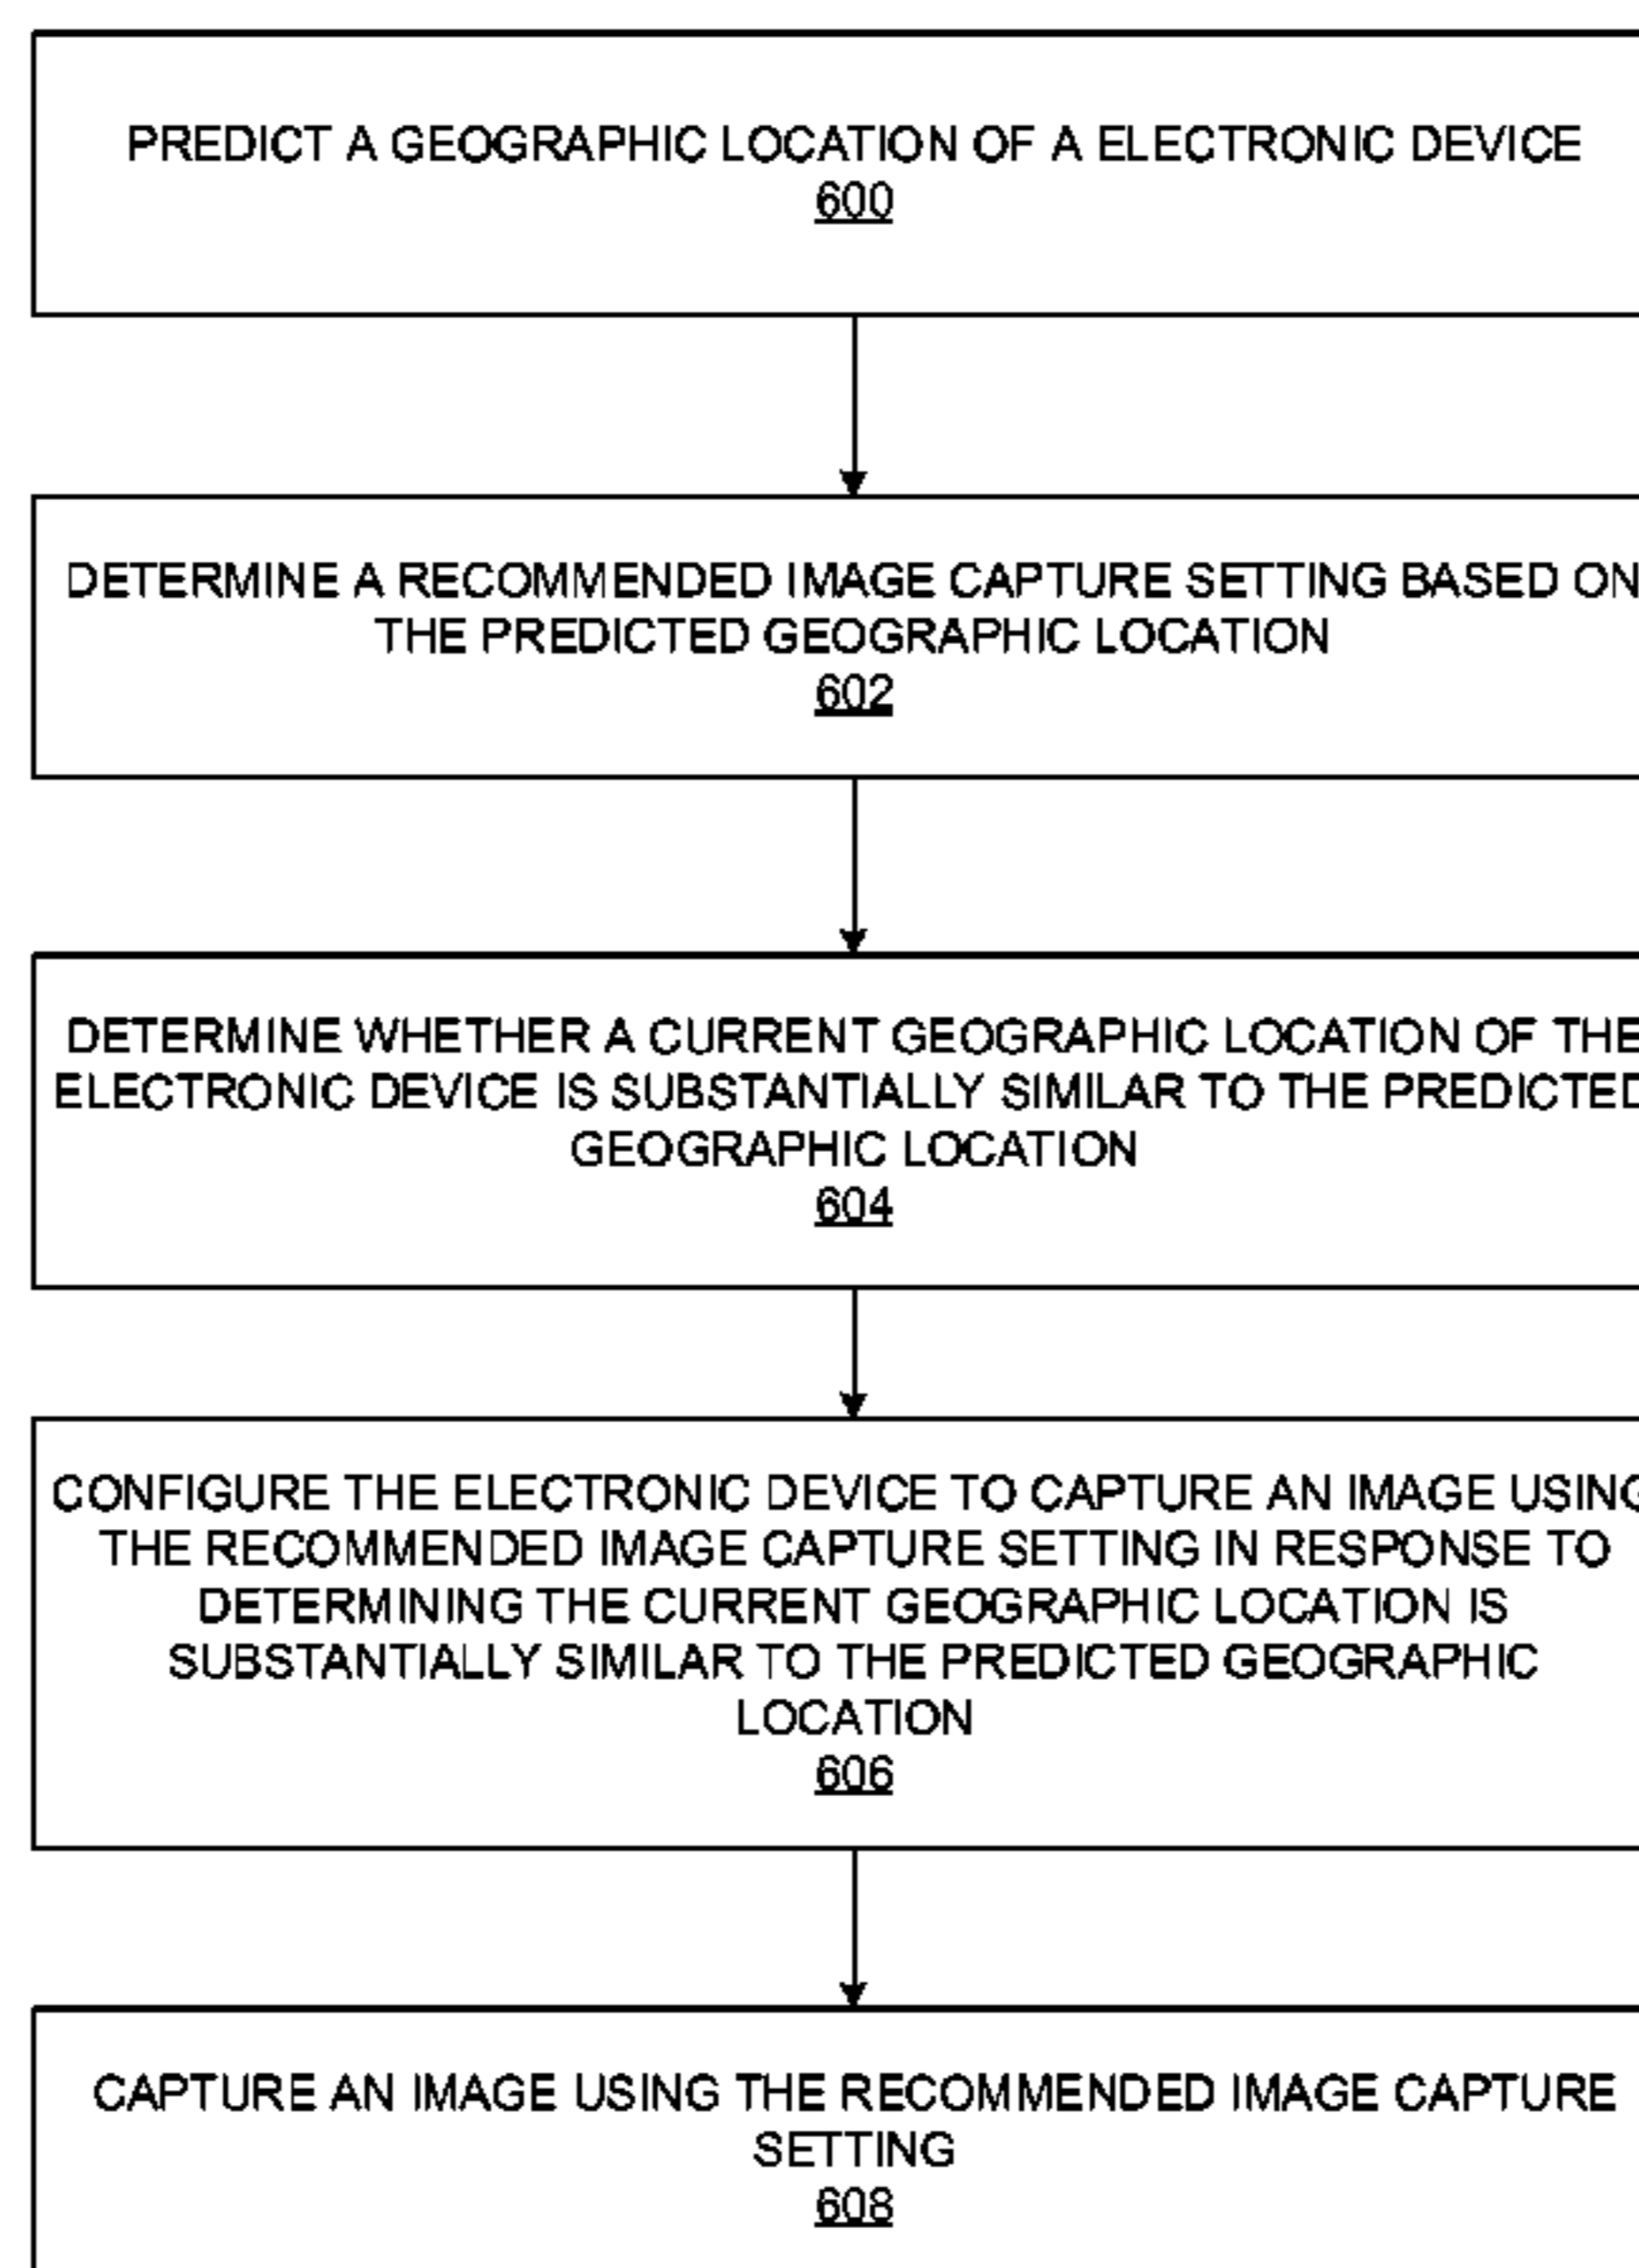 PREDICT A GEOGRAPHIC LOCATION OF A ELECTRONIC DEVICE
600
DETERMINE A RECOMMENDED IMAGE CAPTURE SETTING BASED ON
THE PREDICTED GEOGRAPHIC LOCATION
602
DETERMINE WHETHER A CURRENT GEOGRAPHIC LOCATION OF THE
ELECTRONIC DEVICE IS SUBSTANTIALLY SIMILAR TO THE PREDICTED
GEOGRAPHIC LOCATION
604
CONFIGURE THE ELECTRONIC DEVICE TO CAPTURE AN IMAGE USING
THE RECOMMENDED IMAGE CAPTURE SETTING IN RESPONSE TO
DETERMINING THE CURRENT GEOGRAPHIC LOCATION IS
SUBSTANTIALLY SIMILAR TO THE PREDICTED GEOGRAPHIC
LOCATION
606
CAPTURE AN IMAGE USING THE RECOMMENDED IMAGE CAPTURE
SETTING
608